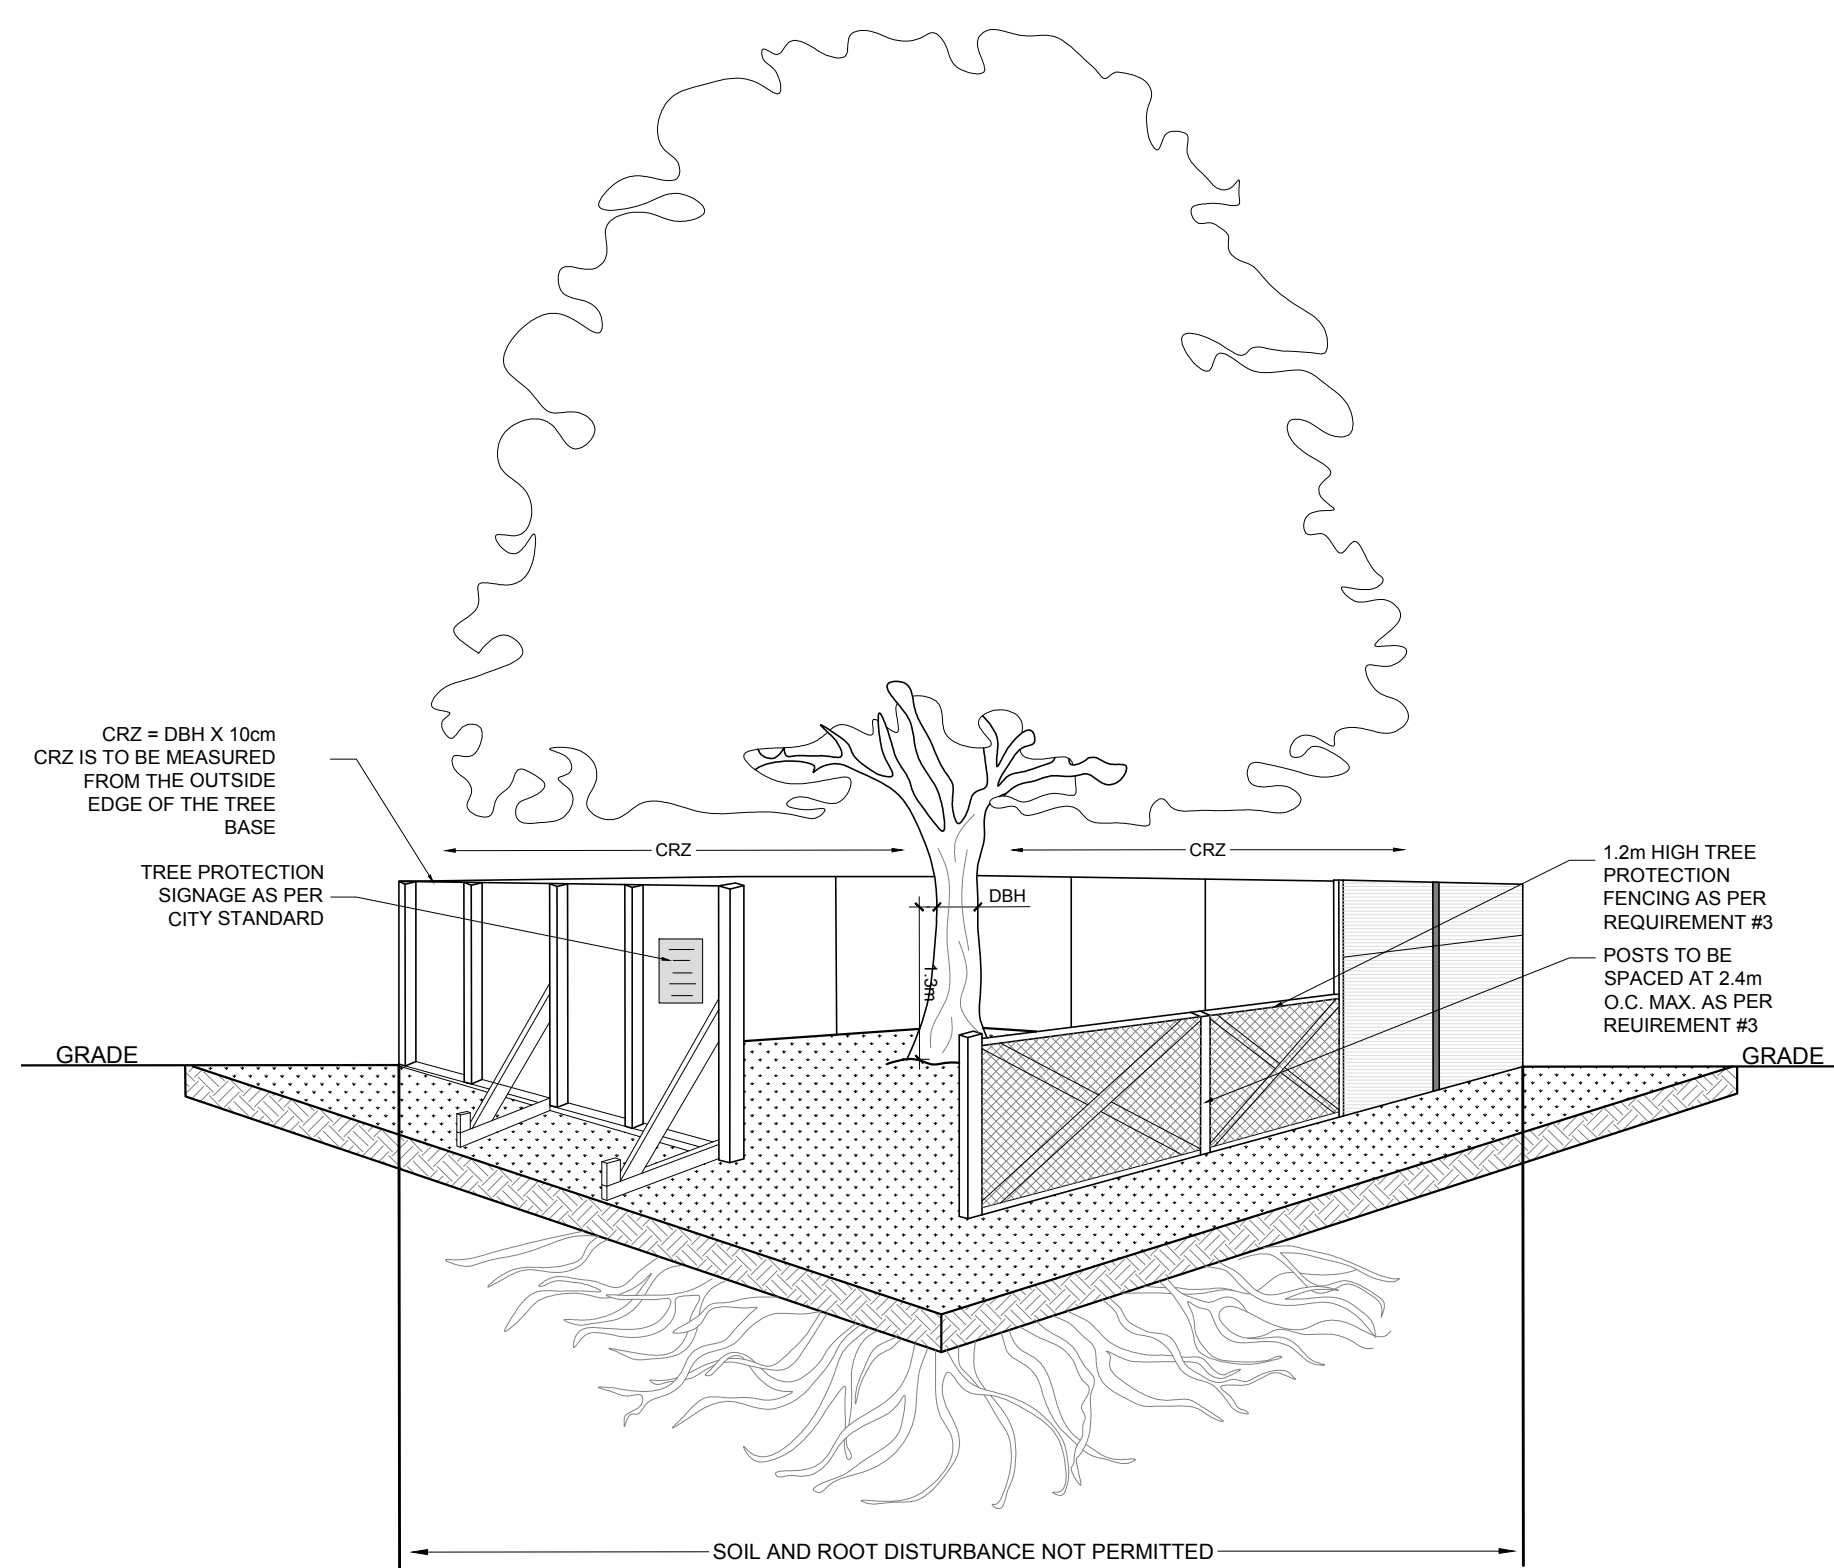 CRZ = DBH X 10cm
CRZ IS TO BE MEASURED
FROM THE OUTSIDE
EDGE OF THE TREE
BASE
TREE PROTECTION
SIGNAGE AS PER
CITY STANDARD
CRZ
CRZ
DBH
1.3m
1.2m HIGH TREE
PROTECTION
FENCING AS PER
REQUIREMENT #3
POSTS TO BE
SPACED AT 2.4m
O.C. MAX. AS PER
REUIREMENT #3
GRADE
GRADE
SOIL AND ROOT DISTURBANCE NOT PERMITTED